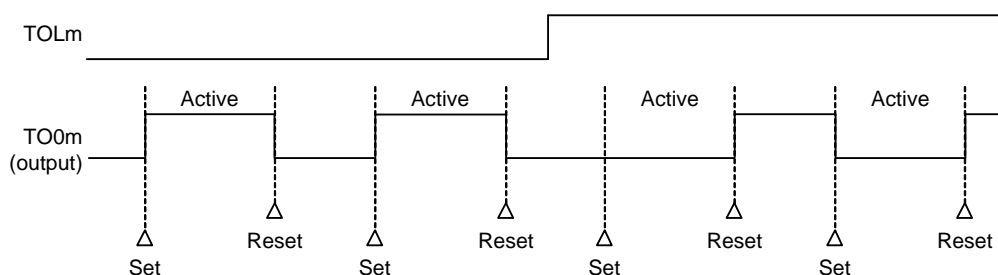 TOLm
Active Active Active Active
TO0m
(output)
Reset Reset Reset Reset
Set Set Set Set